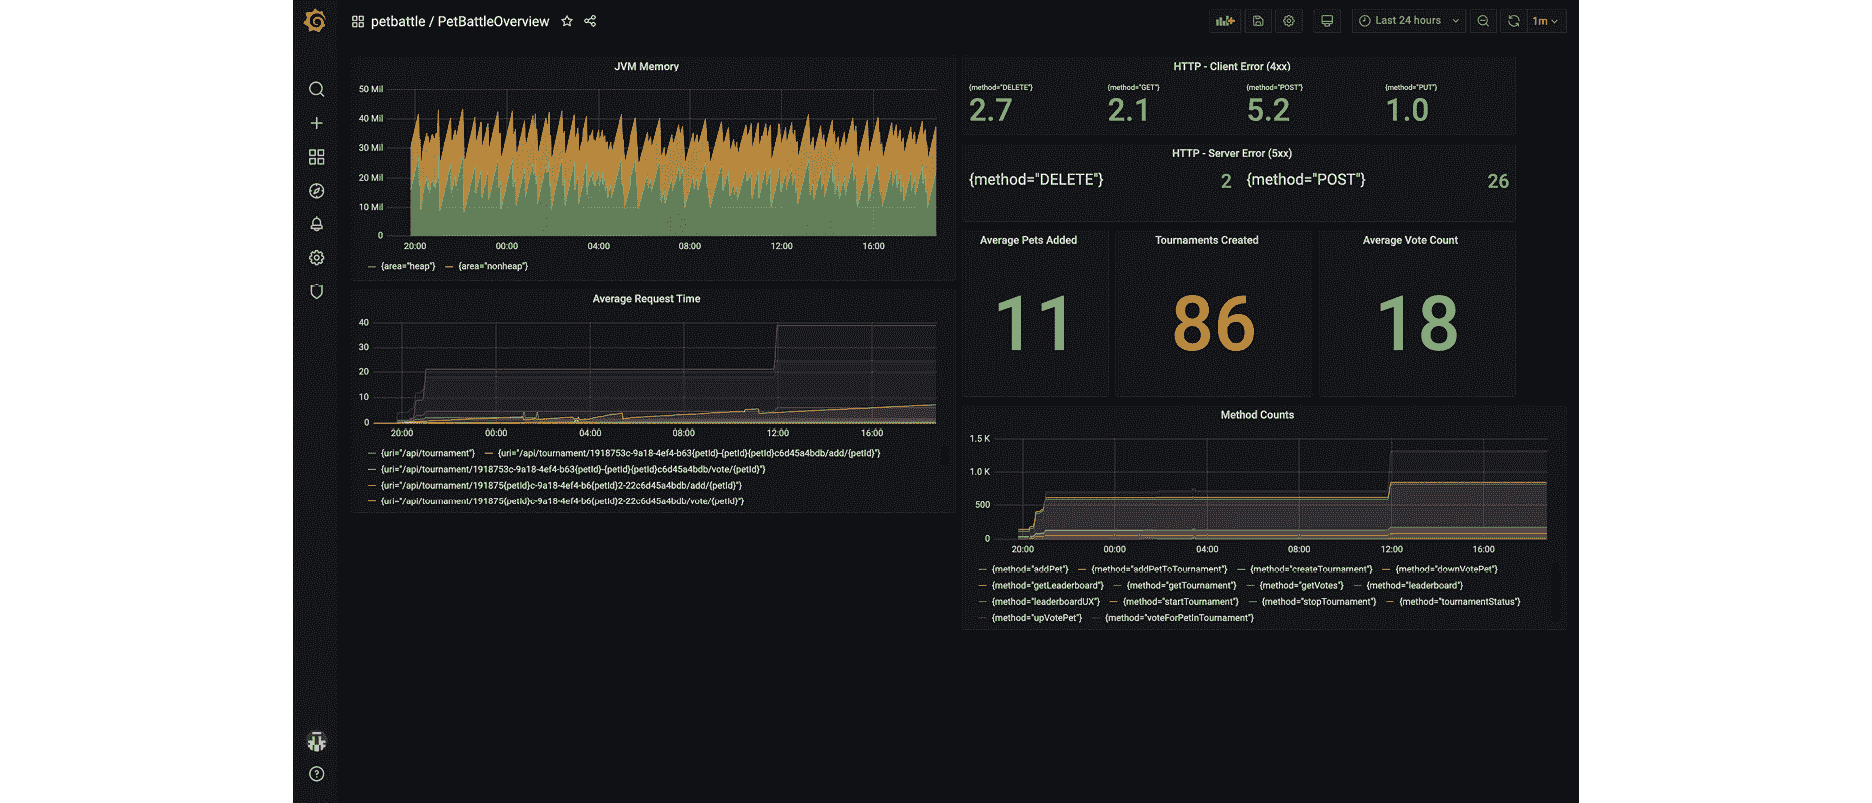 petbattle / PetBattleOverview
Last 24 hours
1m
JVM Memory
50 Mil
40 Mil
30 Mil
20 Mil
10 Mil
0
20:00 00:00 04:00 08:00 12:00 16:00
{area="heap"} {area="nonheap"}
Average Request Time
40
30
20
10
0
20:00 00:00 04:00 08:00 12:00 16:00
{uri="/api/tournament"} {uri="/api/tournament/1918753c-9a18-4ef4-b63{petId}-{petId}{petId}c6d45a4bdb/add/{petId}"}
{uri="/api/tournament/1918753c-9a18-4ef4-b63{petId}-{petId}{petId}c6d45a4bdb/vote/{petId}"}
{uri="/api/tournament/191875{petId}c-9a18-4ef4-b6{petId}2-22c6d45a4bdb/add/{petId}"}
{uri="/api/tournament/191875{petId}c-9a18-4ef4-b6{petId}2-22c6d45a4bdb/vote/{petId}"}
HTTP - Client Error (4xx)
{method="DELETE"} {method="GET"} {method="POST"} {method="PUT"}
2.7 2.1 5.2 1.0
HTTP - Server Error (5xx)
{method="DELETE"} 2 {method="POST"} 26
Average Pets Added
11
Tournaments Created
86
Average Vote Count
18
Method Counts
1.5 K
1.0 K
500
0
20:00 00:00 04:00 08:00 12:00 16:00
{method="addPet"} {method="addPetToTournament"} {method="createTournament"} {method="downVotePet"}
{method="getLeaderboard"} {method="getTournament"} {method="getVotes"} {method="leaderboard"}
{method="leaderboardUX"} {method="startTournament"} {method="stopTournament"} {method="tournamentStatus"}
{method="upVotePet"} {method="voteForPetInTournament"}